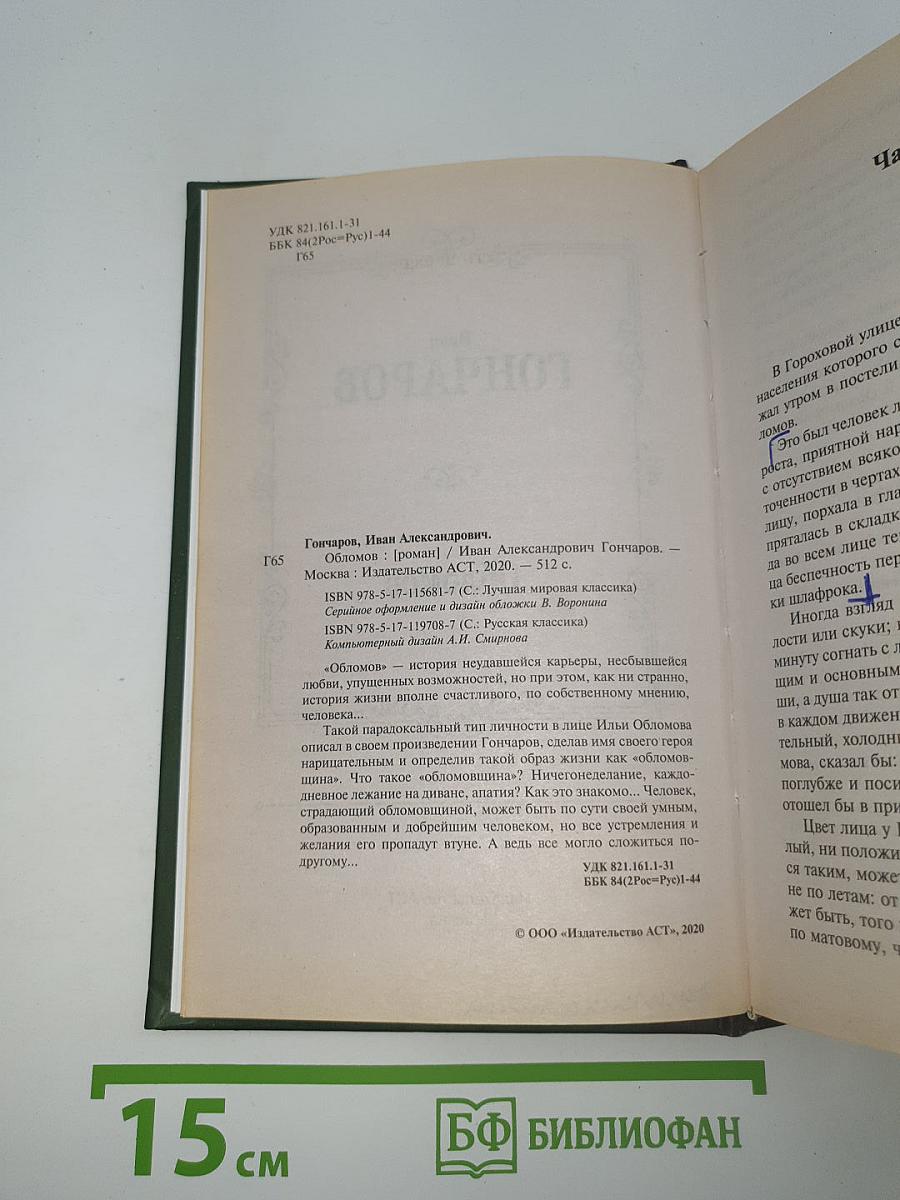 УДК 821.161.1-31
ББК 84(2Рос=Рус)1-44
Г65
ГОНЧАРОВ
Гончаров, Иван Александрович.
Г65 Обломов : [роман] / Иван Александрович Гончаров. —
Москва : Издательство АСТ, 2020. — 512 с.
ISBN 978-5-17-115681-7 (С.: Лучшая мировая классика)
Серийное оформление и дизайн обложки В. Воронина
ISBN 978-5-17-119708-7 (С.: Русская классика)
Компьютерный дизайн А.И. Смирнова
«Обломов» — история неудавшейся карьеры, несбывшейся
любви, упущенных возможностей, но при этом, как ни странно,
история жизни вполне счастливого, по собственному мнению,
человека...
Такой парадоксальный тип личности в лице Ильи Обломова
описал в своем произведении Гончаров, сделав имя своего героя
нарицательным и определив такой образ жизни как «обломов-
щина». Что такое «обломовщина»? Ничегонеделание, каждо-
дневное лежание на диване, апатия? Как это знакомо... Человек,
страдающий обломовщиной, может быть по сути своей умным,
образованным и добрейшим человеком, но все устремления и
желания его пропадут втуне. А ведь все могло сложиться по-
другому...
УДК 821.161.1-31
ББК 84(2Рос=Рус)1-44
© ООО «Издательство АСТ», 2020
Ча
В Гороховой улице
населения которого с
жал утром в постели
ломов.
Это был человек л
роста, приятной нар
с отсутствием всяко
точенности в чертах
лицу, порхала в гла
пряталась в складк
да во всем лице те
ца беспечность пер
ки шлафрока.
Иногда взгляд
лости или скуки;
минуту согнать с л
щим и основным
ши, а душа так от
в каждом движен
тельный, холодн
мова, сказал бы:
поглубже и поси
отошел бы в при
Цвет лица у
лый, ни положи
ся таким, может
не по летам: от
жет быть, того
по матовому, ч
15 см
БФ БИБЛИОФАН